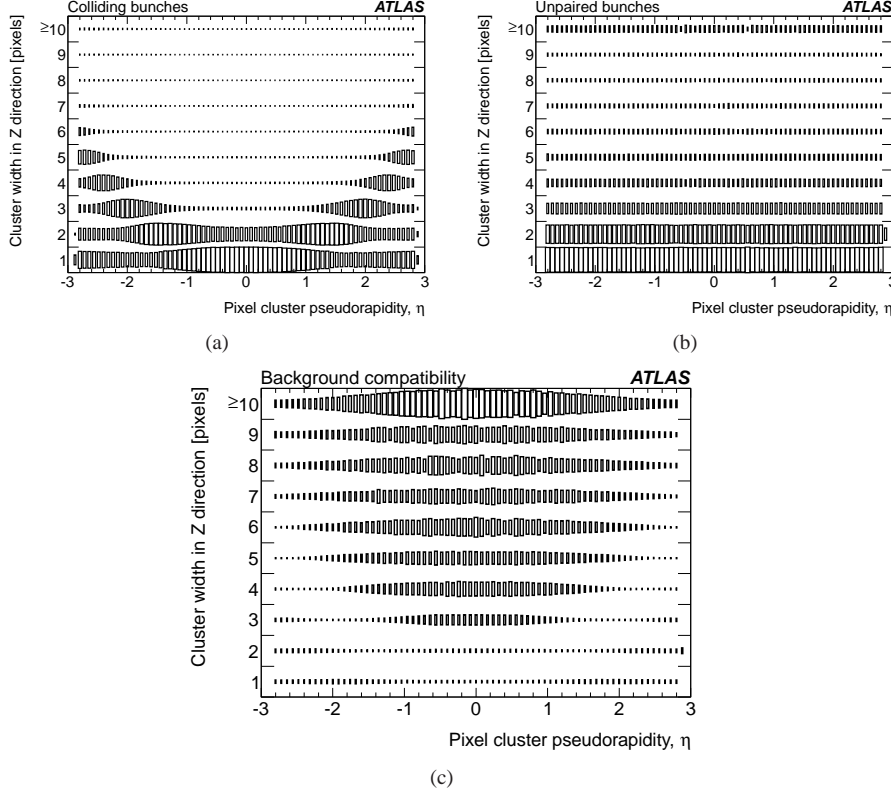 Colliding bunches ATLAS
Cluster width in Z direction [pixels]
≥10
9
8
7
6
5
4
3
2
1
-3 -2 -1 0 1 2 3
Pixel cluster pseudorapidity, η
(a)
Unpaired bunches ATLAS
Cluster width in Z direction [pixels]
≥10
9
8
7
6
5
4
3
2
1
-3 -2 -1 0 1 2 3
Pixel cluster pseudorapidity, η
(b)
Background compatibility ATLAS
Cluster width in Z direction [pixels]
≥10
9
8
7
6
5
4
3
2
1
-3 -2 -1 0 1 2 3
Pixel cluster pseudorapidity, η
(c)